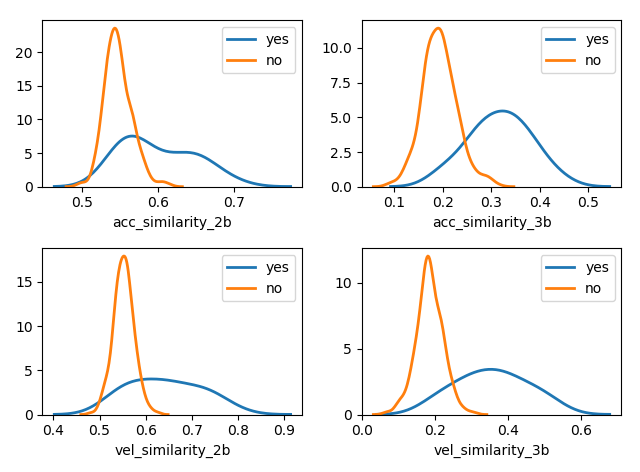 20
15
10
5
0
0.5 0.6 0.7
acc_similarity_2b
yes
no
10.0
7.5
5.0
2.5
0.0
0.1 0.2 0.3 0.4 0.5
acc_similarity_3b
yes
no
15
10
5
0
0.4 0.5 0.6 0.7 0.8 0.9
vel_similarity_2b
yes
no
10
5
0
0.0 0.2 0.4 0.6
vel_similarity_3b
yes
no